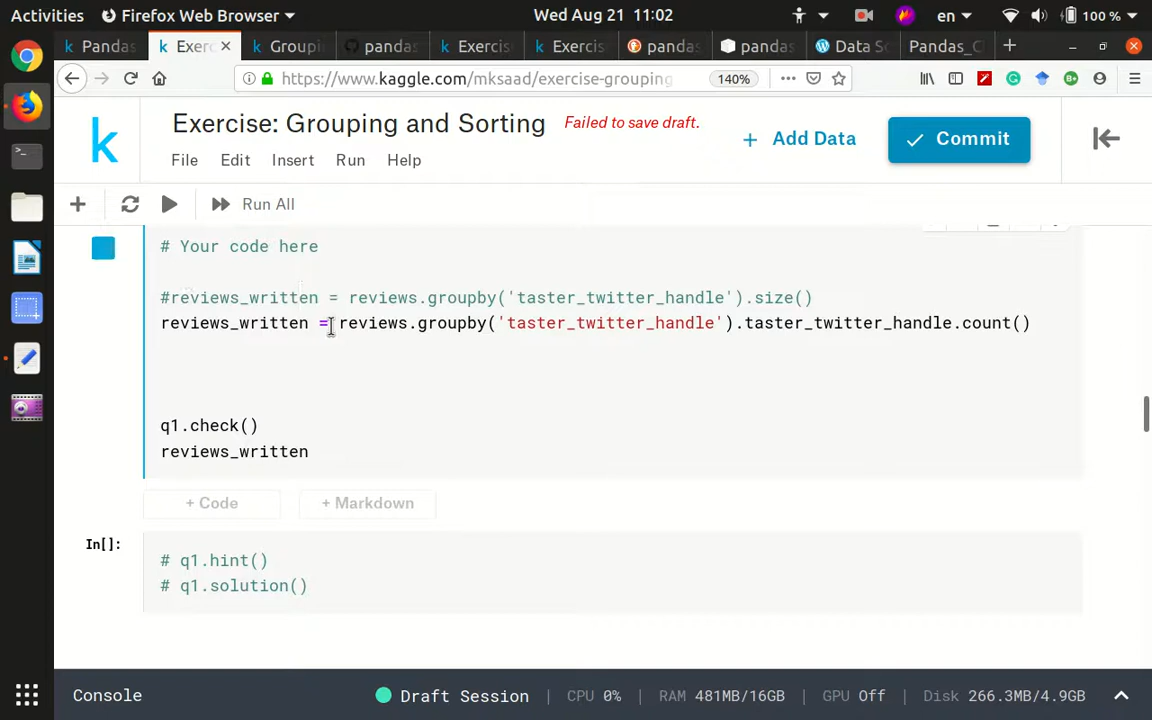 Activities Firefox Web Browser Wed Aug 21 11:02 en 100 %
Pandas Exerc Groupi pandas Exercis Exercis pandas pandas Data Sc Pandas_C
https://www.kaggle.com/mksaad/exercise-grouping 140%
k Exercise: Grouping and Sorting Failed to save draft. + Add Data Commit
File Edit Insert Run Help
Run All
# Your code here
#reviews_written = reviews.groupby('taster_twitter_handle').size()
reviews_written = reviews.groupby('taster_twitter_handle').taster_twitter_handle.count()
q1.check()
reviews_written
+ Code + Markdown
In[]:
# q1.hint()
# q1.solution()
Console Draft Session | CPU 0% | RAM 481MB/16GB | GPU Off | Disk 266.3MB/4.9GB